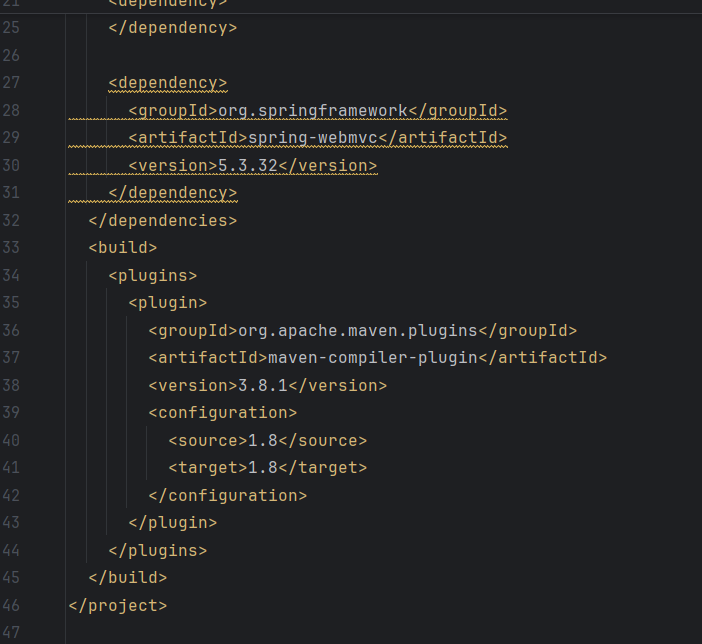 21 <dependency>
25 </dependency>
26
27 <dependency>
28 <groupId>org.springframework</groupId>
29 <artifactId>spring-webmvc</artifactId>
30 <version>5.3.32</version>
31 </dependency>
32 </dependencies>
33 <build>
34 <plugins>
35 <plugin>
36 <groupId>org.apache.maven.plugins</groupId>
37 <artifactId>maven-compiler-plugin</artifactId>
38 <version>3.8.1</version>
39 <configuration>
40 <source>1.8</source>
41 <target>1.8</target>
42 </configuration>
43 </plugin>
44 </plugins>
45 </build>
46 </project>
47